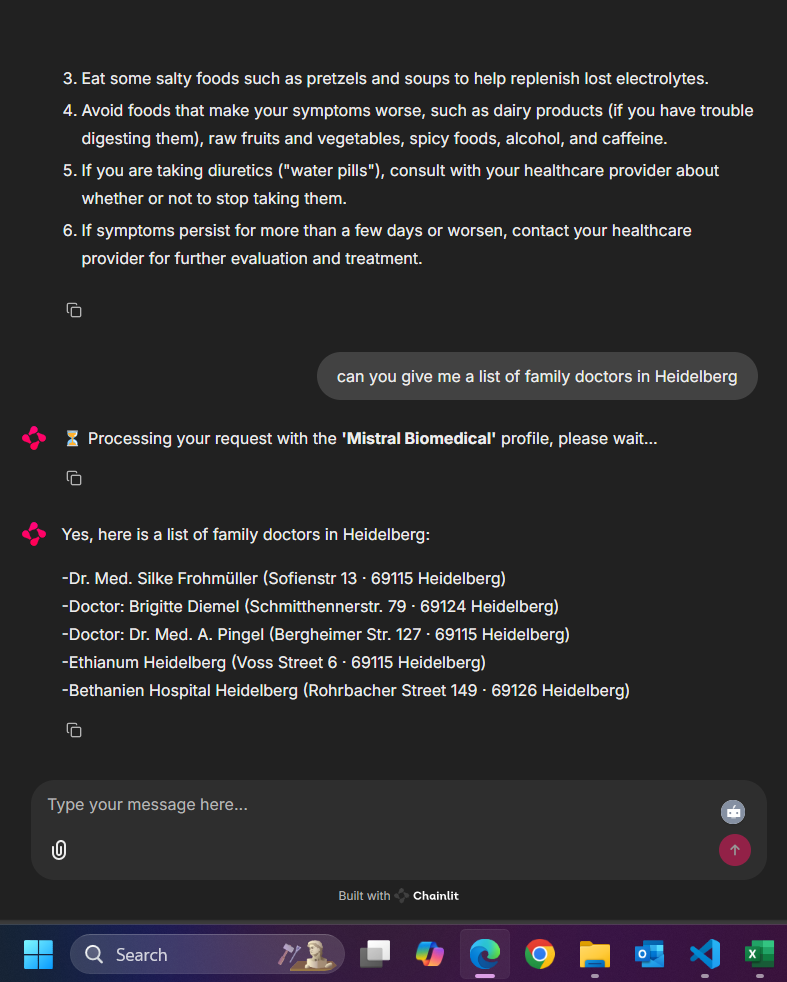 3. Eat some salty foods such as pretzels and soups to help replenish lost electrolytes.
4. Avoid foods that make your symptoms worse, such as dairy products (if you have trouble
digesting them), raw fruits and vegetables, spicy foods, alcohol, and caffeine.
5. If you are taking diuretics ("water pills"), consult with your healthcare provider about
whether or not to stop taking them.
6. If symptoms persist for more than a few days or worsen, contact your healthcare
provider for further evaluation and treatment.
can you give me a list of family doctors in Heidelberg
⏳ Processing your request with the 'Mistral Biomedical' profile, please wait...
Yes, here is a list of family doctors in Heidelberg:
-Dr. Med. Silke Frohmüller (Sofienstr 13 · 69115 Heidelberg)
-Doctor: Brigitte Diemel (Schmitthennerstr. 79 · 69124 Heidelberg)
-Doctor: Dr. Med. A. Pingel (Bergheimer Str. 127 · 69115 Heidelberg)
-Ethianum Heidelberg (Voss Street 6 · 69115 Heidelberg)
-Bethanien Hospital Heidelberg (Rohrbacher Street 149 · 69126 Heidelberg)
Type your message here...
Built with Chainlit
Search